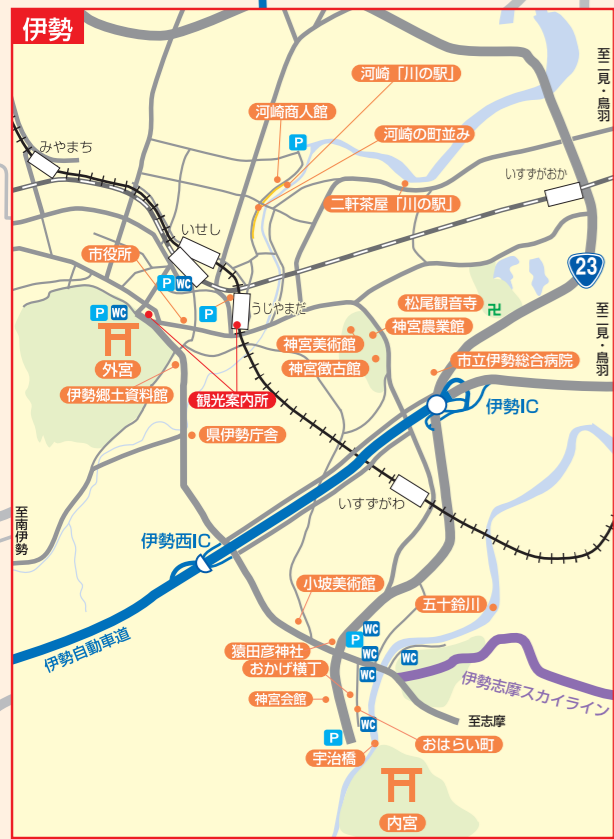 伊勢
至二見・鳥羽
河崎「川の駅」
河崎商人館
P
河崎の町並み
みやまち
いすずがおか
二軒茶屋「川の駅」
いせし
市役所
23
P WC
うじやまだ
松尾観音寺
P WC
P
神宮農業館
神宮美術館
至二見・鳥羽
外宮
神宮徴古館
市立伊勢総合病院
伊勢郷土資料館
観光案内所
伊勢IC
県伊勢庁舎
いすずがわ
至南伊勢
伊勢西IC
小坂美術館
五十鈴川
伊勢自動車道
P WC
猿田彦神社
WC
WC
おかげ横丁
伊勢志摩スカイライン
神宮会館
至志摩
WC
P
おはらい町
宇治橋
内宮